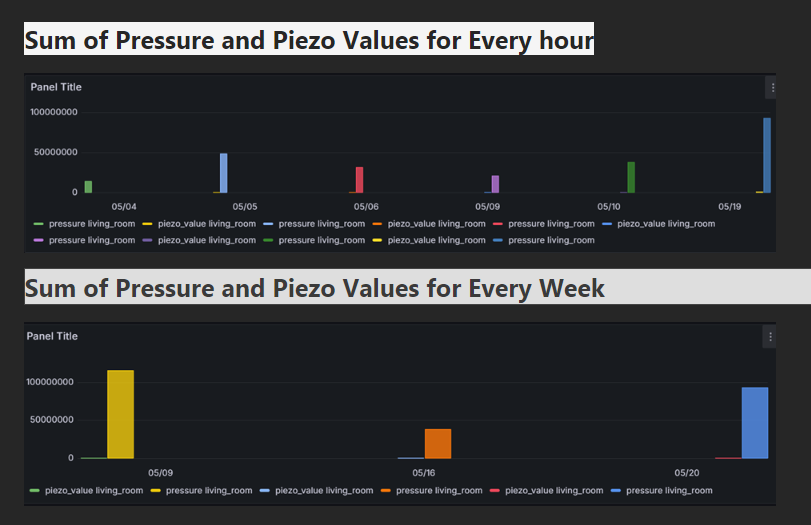 Sum of Pressure and Piezo Values for Every hour
Panel Title
100000000
50000000
0
05/04 05/05 05/06 05/09 05/10 05/19
pressure living_room piezo_value living_room pressure living_room piezo_value living_room pressure living_room piezo_value living_room
pressure living_room piezo_value living_room pressure living_room piezo_value living_room pressure living_room
Sum of Pressure and Piezo Values for Every Week
Panel Title
100000000
50000000
0
05/09 05/16 05/20
piezo_value living_room pressure living_room piezo_value living_room pressure living_room piezo_value living_room pressure living_room